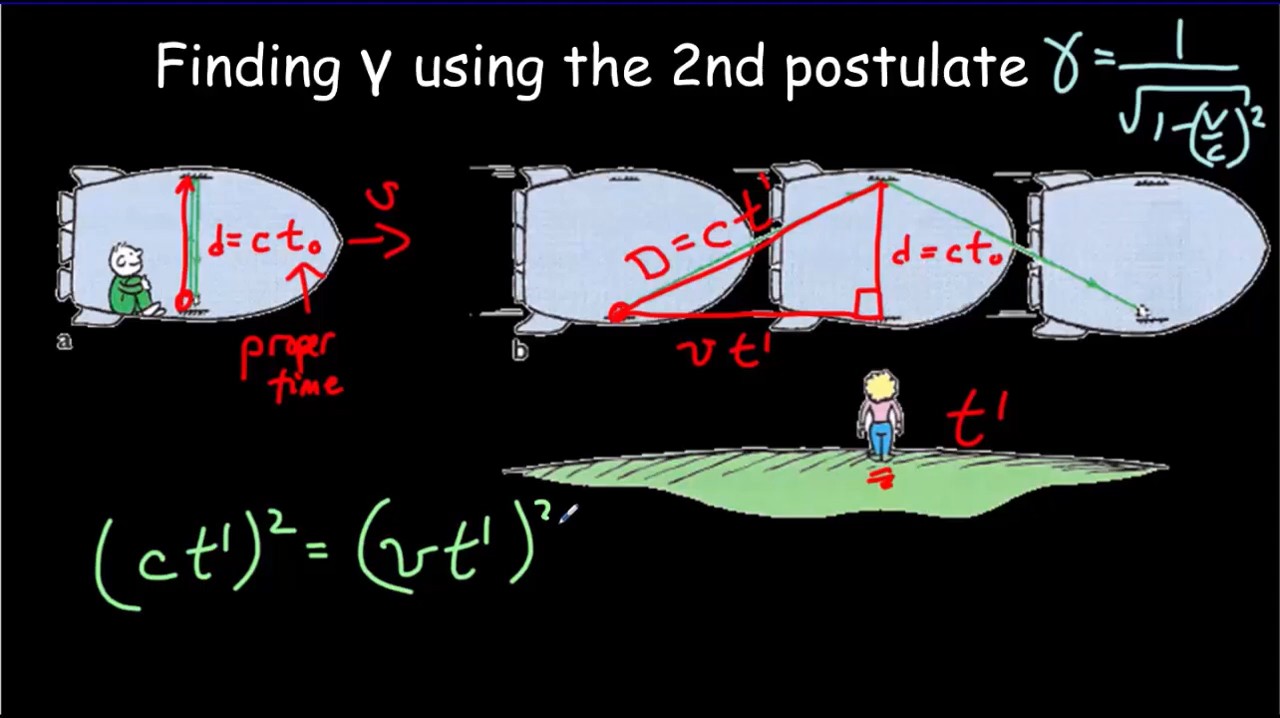 Finding γ using the 2nd postulate
γ = 1 / √1-(v/c)²
v
d = ct₀
proper
time
a
D = ct'
d = ct₀
vt'
b
t'
(ct')² = (vt')²